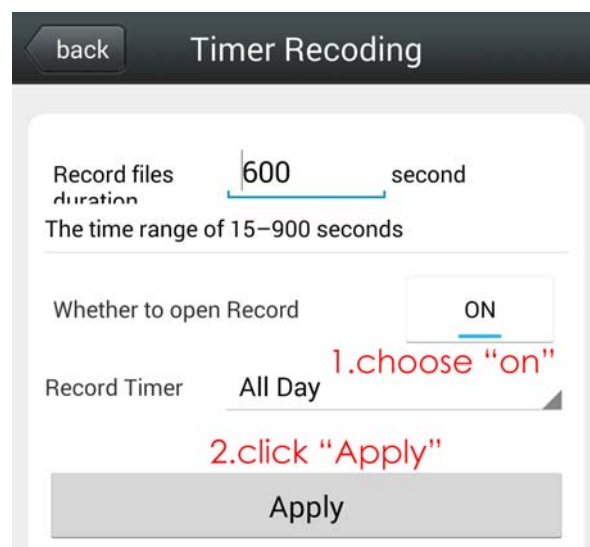 back
Timer Recoding
Record files
duration
600
second
The time range of 15–900 seconds
Whether to open Record
ON
1.choose “on”
Record Timer
All Day
2.click “Apply”
Apply